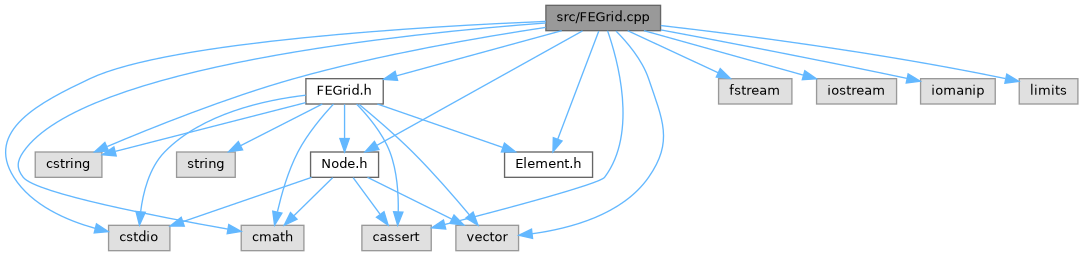 src/FEGrid.cpp
FEGrid.h
fstream
iostream
iomanip
limits
cstring
string
Node.h
Element.h
cstdio
cmath
cassert
vector